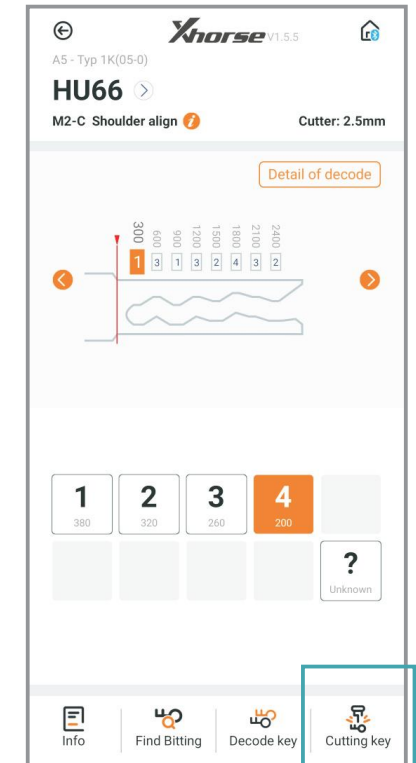 Xhorse V1.5.5
A5 - Typ 1K(05-0)
HU66
M2-C Shoulder align i Cutter: 2.5mm
Detail of decode
300 600 900 1200 1500 1800 2100 2400
1 3 1 3 2 4 3 2
1 2 3 4
380 320 260 200
?
Unknown
Info Find Bitting Decode key Cutting key